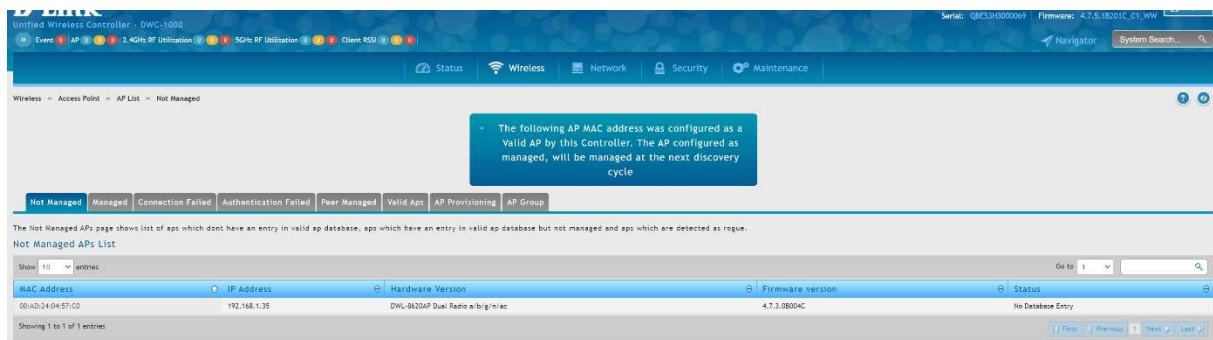 D-Link
Unified Wireless Controller - DWC-1000
Serial: QBE53H3000069 Firmware: 4.7.5.1B201C_C1_WW
Event 0 AP 0 0 0 2.4GHz RF Utilization 0 0 0 5GHz RF Utilization 0 0 0 Client RSSI 0 0 0
Navigator System Search...
Status Wireless Network Security Maintenance
Wireless » Access Point » AP List » Not Managed
The following AP MAC address was configured as a
Valid AP by this Controller. The AP configured as
managed, will be managed at the next discovery
cycle
Not Managed Managed Connection Failed Authentication Failed Peer Managed Valid Aps AP Provisioning AP Group
The Not Managed APs page shows list of aps which dont have an entry in valid ap database, aps which have an entry in valid ap database but not managed and aps which are detected as rogue.
Not Managed APs List
Show 10 entries Go to 1
MAC Address IP Address Hardware Version Firmware version Status
00:AD:24:04:57:C0 192.168.1.35 DWL-8620AP Dual Radio a/b/g/n/ac 4.7.3.0B004C No Database Entry
Showing 1 to 1 of 1 entries First Previous 1 Next Last